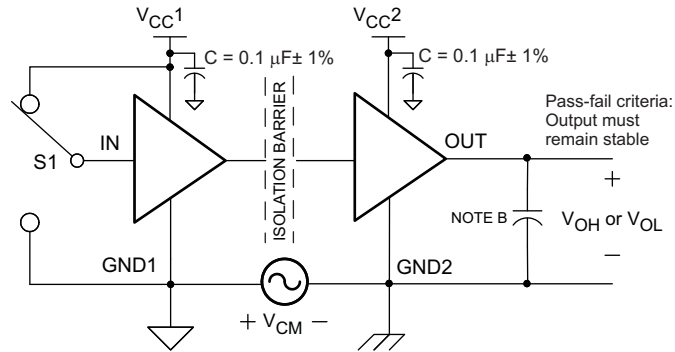 VCC1
VCC2
C = 0.1 μF± 1%
C = 0.1 μF± 1%
Pass-fail criteria:
Output must
remain stable
ISOLATION BARRIER
IN
OUT
S1
+
NOTE B
VOH or VOL
–
GND1
GND2
+ VCM –